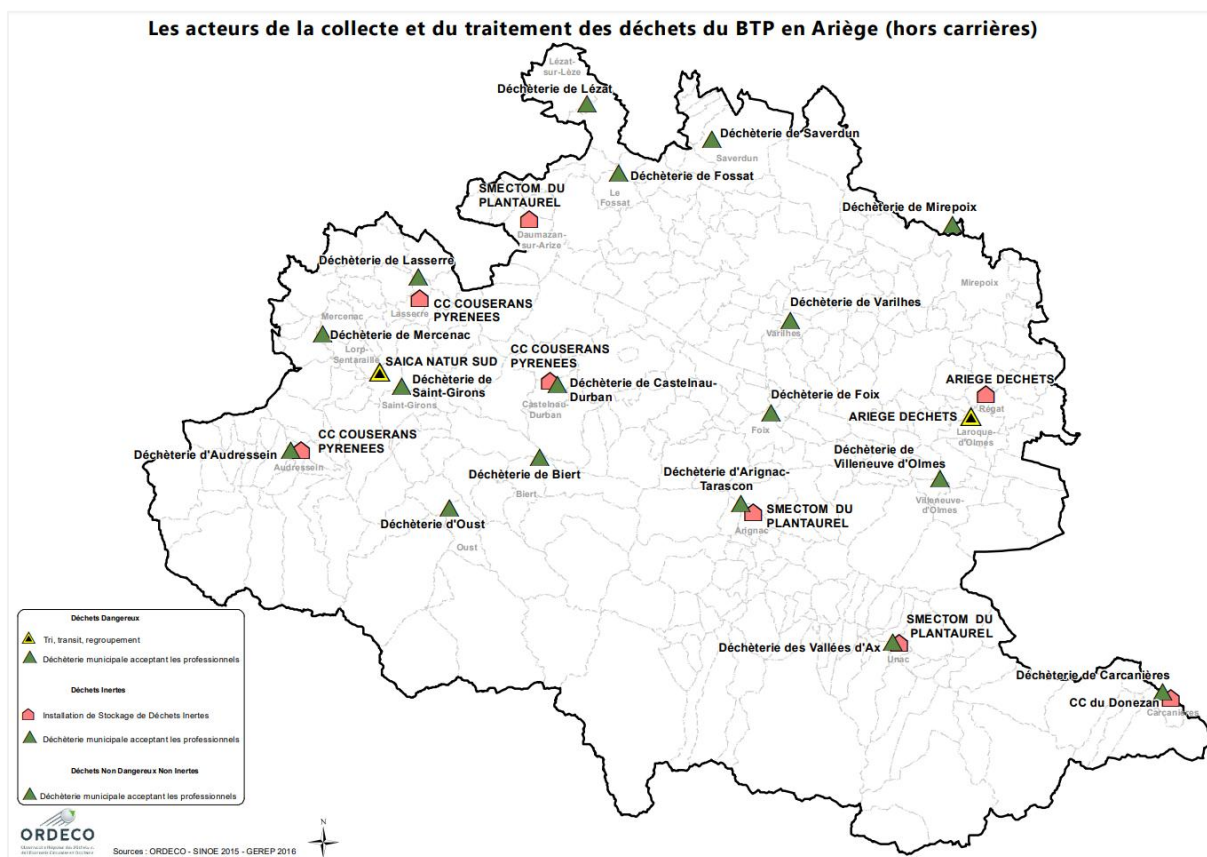 Les acteurs de la collecte et du traitement des déchets du BTP en Ariège (hors carrières)
Lézat-
sur-Lèze
Déchèterie de Lézat
Déchèterie de Saverdun
Saverdun
Déchèterie de Fossat
Le
Fossat
SMECTOM DU
PLANTAUREL
Daumazan-
sur-Arize
Déchèterie de Mirepoix
Mirepoix
Déchèterie de Lasserre
Lasserre
CC COUSERANS
PYRENEES
Mercenac
Déchèterie de Mercenac
Lorp-
Sentaraille
SAICA NATUR SUD
Déchèterie de
Saint-Girons
Saint-Girons
Déchèterie de Varilhes
Varilhes
CC COUSERANS
PYRENEES
Déchèterie de Castelnau-
Durban
Castelnau-
Durban
Déchèterie de Foix
Foix
ARIEGE DECHETS
Régat
ARIEGE DECHETS
Laroque-
d'Olmes
CC COUSERANS
PYRENEES
Déchèterie d'Audressein
Audressein
Déchèterie de Biert
Biert
Déchèterie de
Villeneuve d'Olmes
Villeneuve-
d'Olmes
Déchèterie d'Arignac-
Tarascon
Arignac
SMECTOM DU
PLANTAUREL
Déchèterie d'Oust
Oust
SMECTOM DU
PLANTAUREL
Déchèterie des Vallées d'Ax
Unac
Déchèterie de Carcanières
CC du Donezan
Carcanières
Déchets Dangereux
Tri, transit, regroupement
Déchèterie municipale acceptant les professionnels
Déchets Inertes
Installation de Stockage de Déchets Inertes
Déchèterie municipale acceptant les professionnels
Déchets Non Dangereux Non Inertes
Déchèterie municipale acceptant les professionnels
ORDECO
Sources : ORDECO - SINOE 2015 - GEREP 2016
N